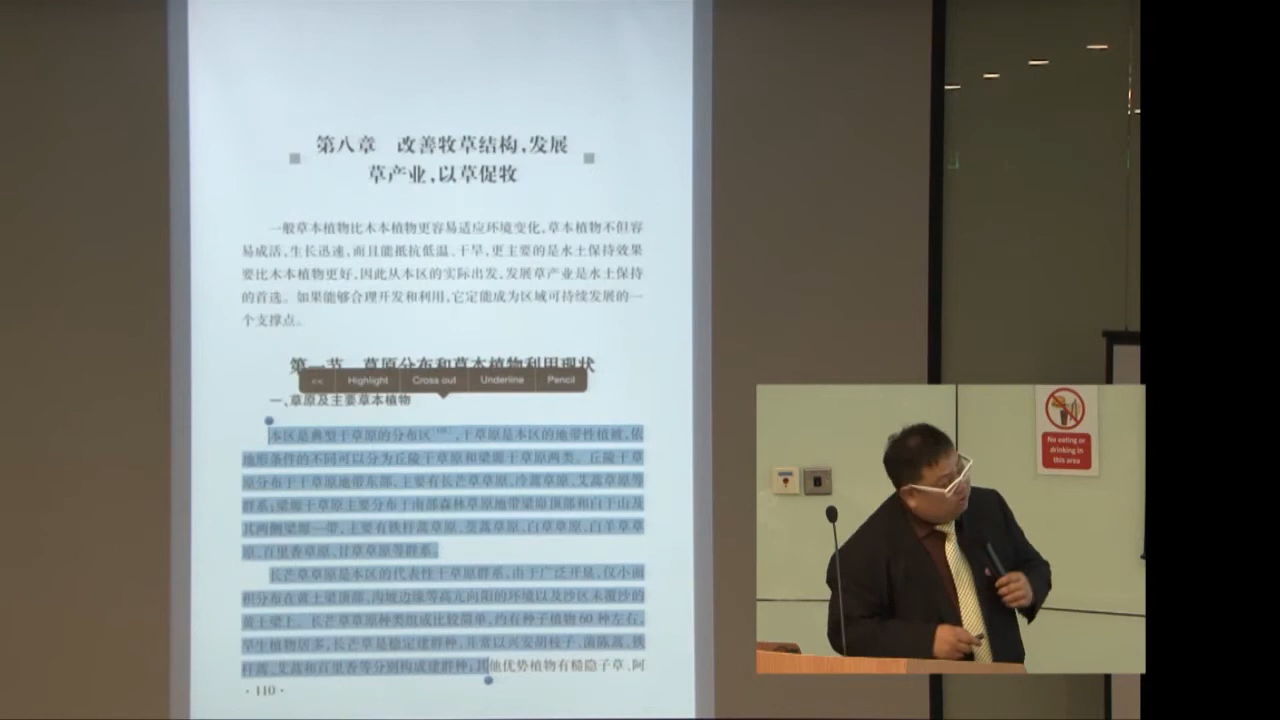 第八章 改善牧草结构,发展
草产业,以草促牧
一般草本植物比木本植物更容易适应环境变化,草本植物不但容
易成活,生长迅速,而且能抵抗低温、干旱,更主要的是水土保持效果
要比木本植物更好,因此从本区的实际出发,发展草产业是水土保持
的首选。如果能够合理开发和利用,它定能成为区域可持续发展的一
个支撑点。
第一节 草原分布和草本植物利用现状
<< Highlight Cross out Underline Pencil
一、草原及主要草本植物
本区是典型干草原的分布区,干草原是本区的地带性植被,依
地形条件的不同可以分为丘陵干草原和梁塬干草原两类。丘陵干草
原分布于干草原地带东部,主要有长芒草草原、冷蒿草原、艾蒿草原等
群系;梁塬干草原主要分布于南部森林草原地带梁塬顶部和白于山及
其两侧梁塬一带,主要有铁杆蒿草原、茭蒿草原、白草草原、白羊草草
原、百里香草原、甘草草原等群系。
长芒草草原是本区的代表性干草原群系,由于广泛开垦,仅小面
积分布在黄土梁顶部、沟坡边缘等高亢向阳的环境以及沙区未覆沙的
黄土梁上。长芒草草原种类组成比较简单,约有种子植物60种左右,
旱生植物居多,长芒草是稳定建群种,并常以兴安胡枝子、茵陈蒿、铁
杆蒿、艾蒿和百里香等分别构成建群种;其他优势植物有糙隐子草、阿
·110·
No eating or
drinking in
this area